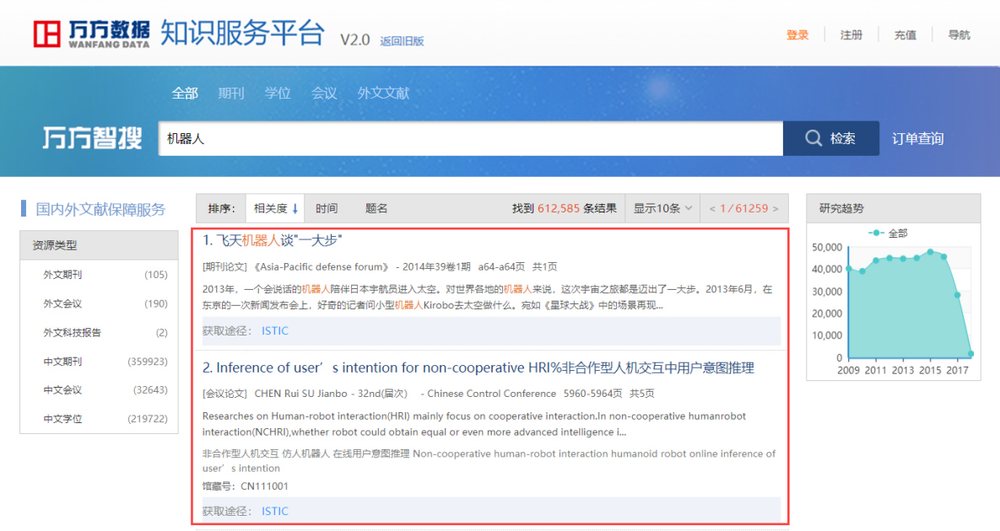 万方数据 WANFANG DATA 知识服务平台 V2.0 返回旧版
登录 注册 充值 导航
全部 期刊 学位 会议 外文文献
万方智搜 机器人 检索 订单查询
国内外文献保障服务
资源类型
外文期刊 (105)
外文会议 (190)
外文科技报告 (2)
中文期刊 (359923)
中文会议 (32643)
中文学位 (219722)
排序： 相关度 时间 题名 找到 612,585 条结果 显示10条 < 1 / 61259 >
1. 飞天机器人谈"一大步"
[期刊论文] 《Asia-Pacific defense forum》 - 2014年39卷1期 a64-a64页 共1页
2013年，一个会说话的机器人陪伴日本宇航员进入太空。对世界各地的机器人来说，这次宇宙之旅都是迈出了一大步。2013年6月，在
东京的一次新闻发布会上，好奇的记者问小型机器人Kirobo去太空做什么。宛如《星球大战》中的场景再现...
获取途径： ISTIC
2. Inference of user’s intention for non-cooperative HRI%非合作型人机交互中用户意图推理
[会议论文] CHEN Rui SU Jianbo - 32nd(届次) - Chinese Control Conference 5960-5964页 共5页
Researches on Human-robot interaction(HRI) mainly focus on cooperative interaction.In non-cooperative humanrobot
interaction(NCHRI),whether robot could obtain equal or even more advanced intelligence i...
非合作型人机交互 仿人机器人 在线用户意图推理 Non-cooperative human-robot interaction humanoid robot online inference of
user’s intention
馆藏号： CN111001
获取途径： ISTIC
研究趋势
全部
50,000
40,000
30,000
20,000
10,000
0
2009 2011 2013 2015 2017